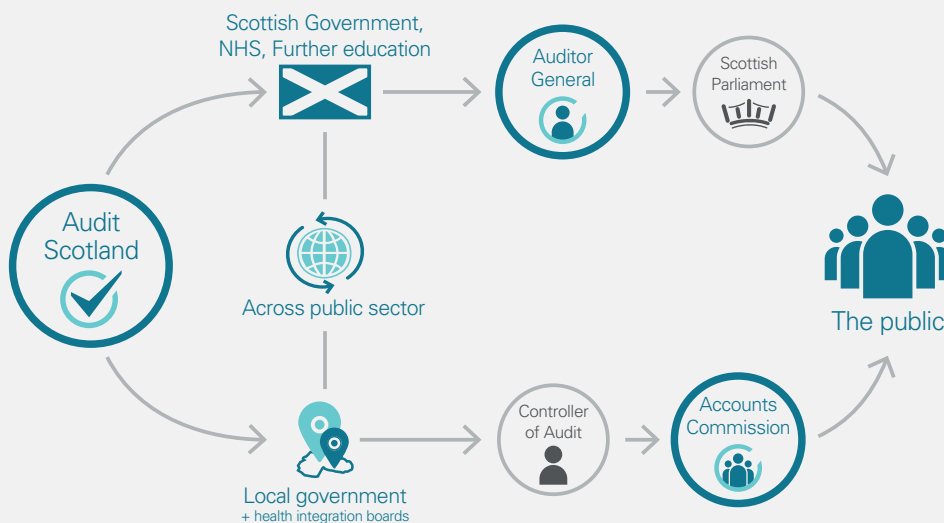 Scottish Government,
NHS, Further education
Auditor
General
Scottish
Parliament
Audit
Scotland
Across public sector
The public
Controller
of Audit
Accounts
Commission
Local government
+ health integration boards